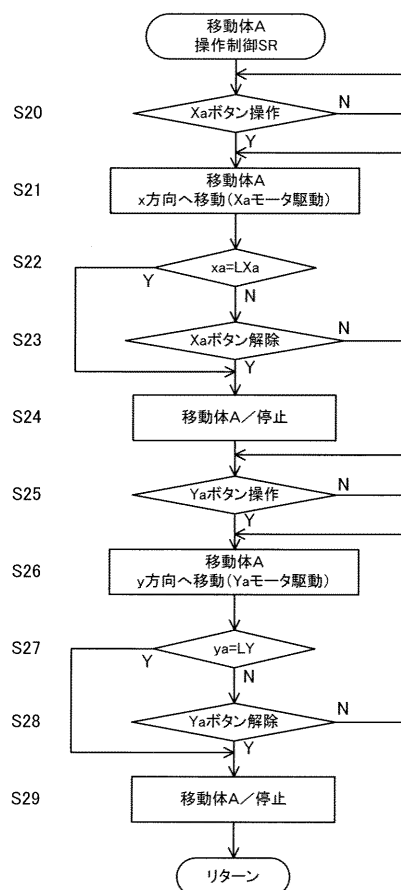 移動体A
操作制御SR
S20
Xaボタン操作
N
Y
S21
移動体A
x方向へ移動(Xaモータ駆動)
S22
xa=LXa
Y
N
S23
Xaボタン解除
N
Y
S24
移動体A／停止
S25
Yaボタン操作
N
Y
S26
移動体A
y方向へ移動(Yaモータ駆動)
S27
ya=LY
Y
N
S28
Yaボタン解除
N
Y
S29
移動体A／停止
リターン